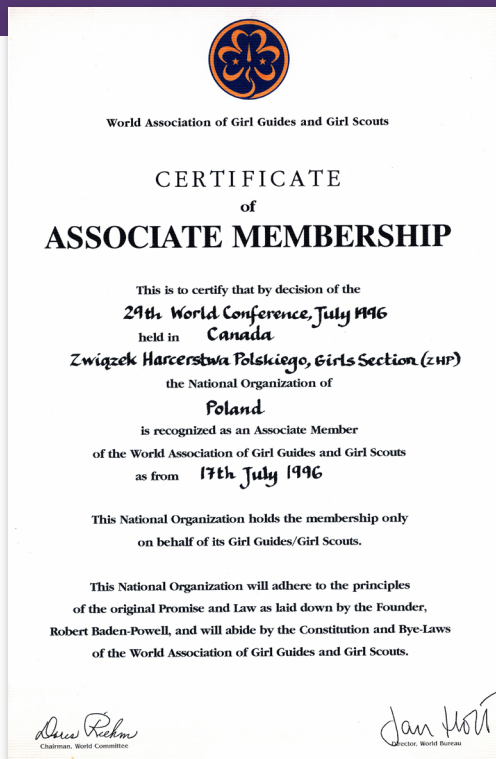 World Association of Girl Guides and Girl Scouts
CERTIFICATE
of
ASSOCIATE MEMBERSHIP
This is to certify that by decision of the
29th World Conference, July 1996
held in Canada
Związek Harcerstwa Polskiego, Girls Section (ZHP)
the National Organization of
Poland
is recognized as an Associate Member
of the World Association of Girl Guides and Girl Scouts
as from 17th July 1996
This National Organization holds the membership only
on behalf of its Girl Guides/Girl Scouts.
This National Organization will adhere to the principles
of the original Promise and Law as laid down by the Founder,
Robert Baden-Powell, and will abide by the Constitution and Bye-Laws
of the World Association of Girl Guides and Girl Scouts.
Doris Riehm
Chairman, World Committee
Jan Holt
Director, World Bureau